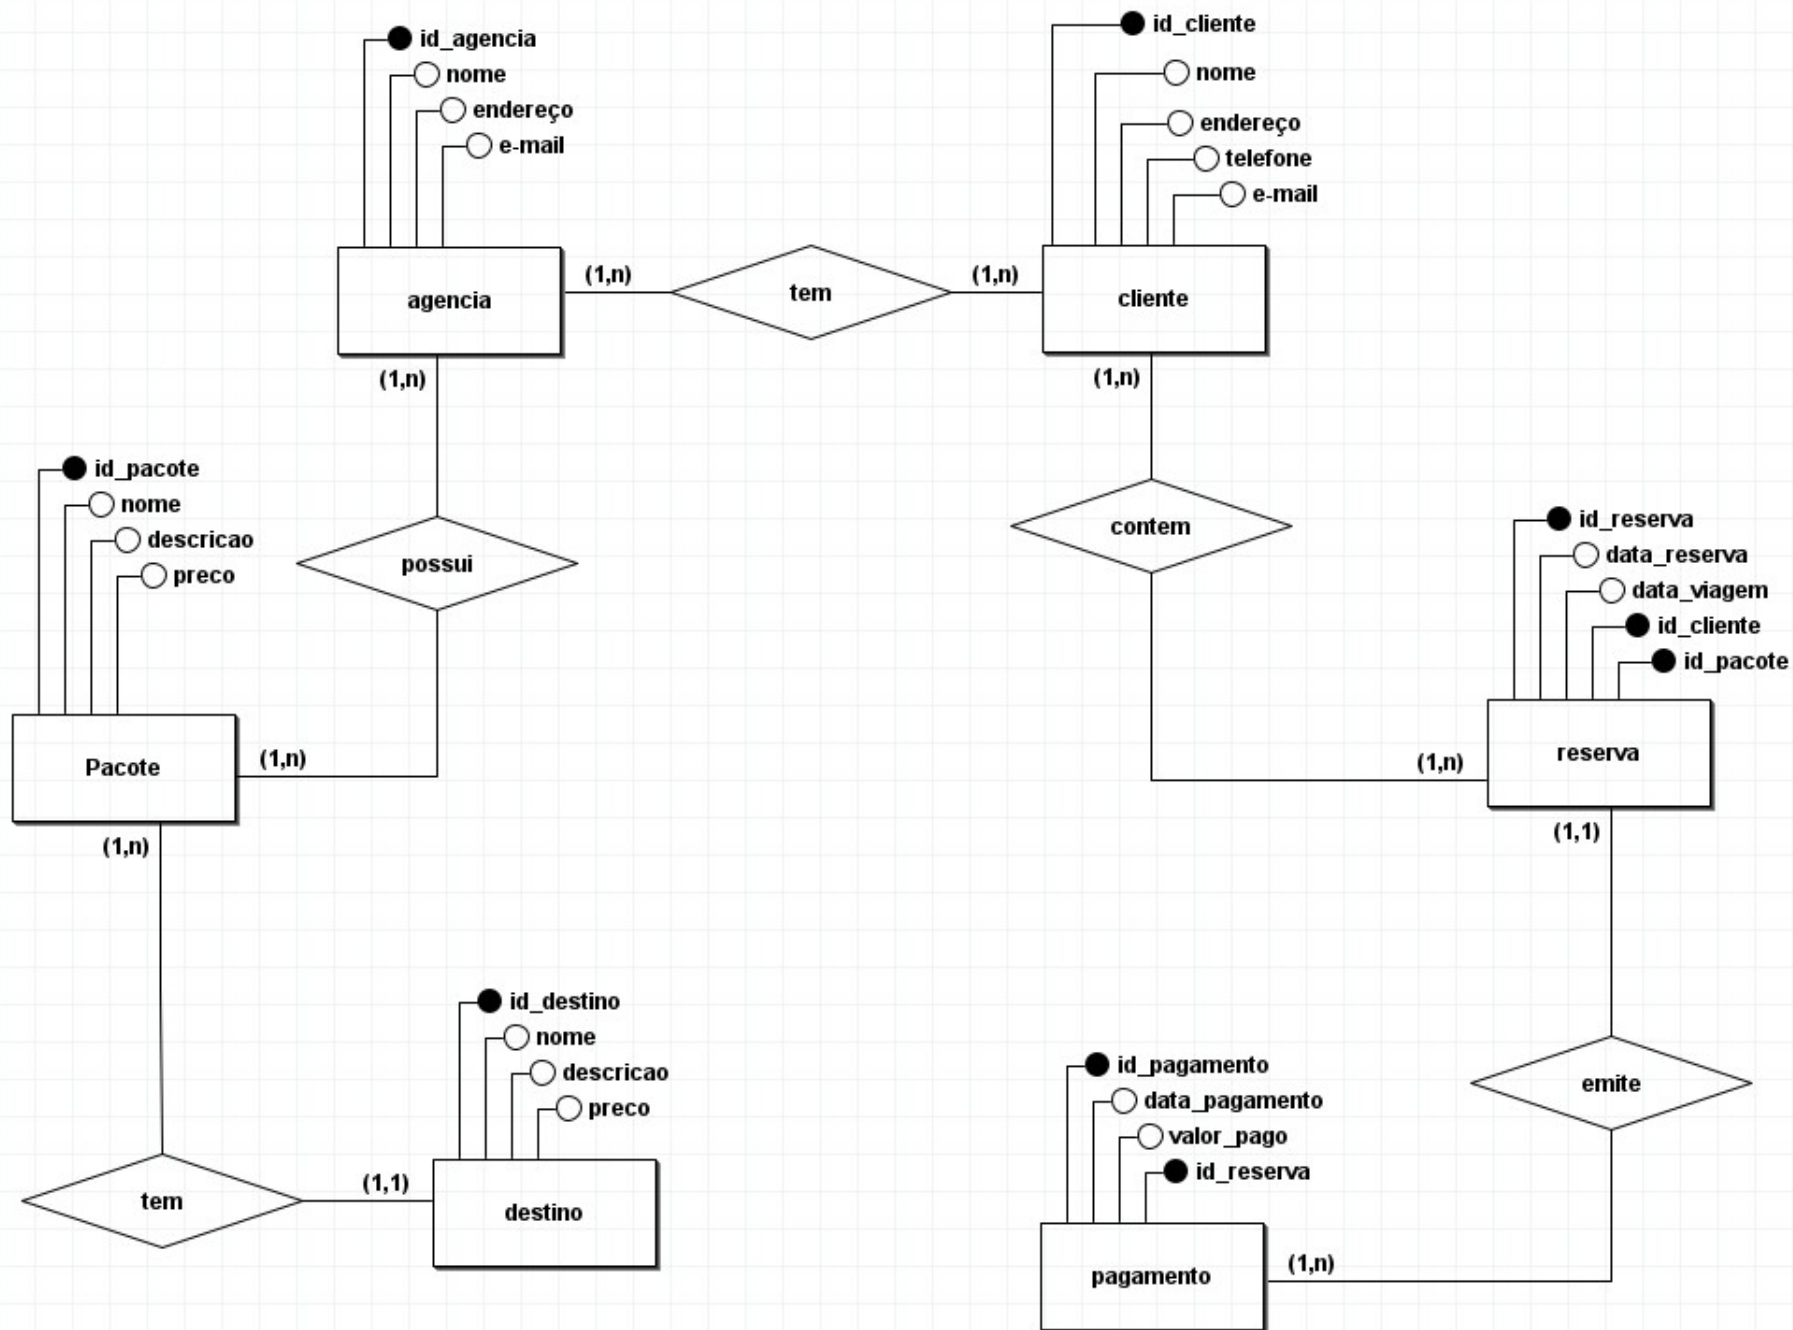 id_agencia
nome
endereço
e-mail
agencia
(1,n)
tem
(1,n)
id_cliente
nome
endereço
telefone
e-mail
cliente
(1,n)
(1,n)
possui
contem
id_pacote
nome
descricao
preco
Pacote
(1,n)
(1,n)
id_reserva
data_reserva
data_viagem
id_cliente
id_pacote
reserva
(1,n)
(1,1)
tem
(1,1)
id_destino
nome
descricao
preco
destino
emite
id_pagamento
data_pagamento
valor_pago
id_reserva
pagamento
(1,n)